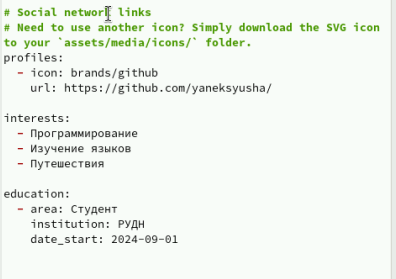 # Social network links
# Need to use another icon? Simply download the SVG icon
to your `assets/media/icons/` folder.
profiles:
  - icon: brands/github
    url: https://github.com/yaneksyusha/

interests:
  - Программирование
  - Изучение языков
  - Путешествия

education:
  - area: Студент
    institution: РУДН
    date_start: 2024-09-01